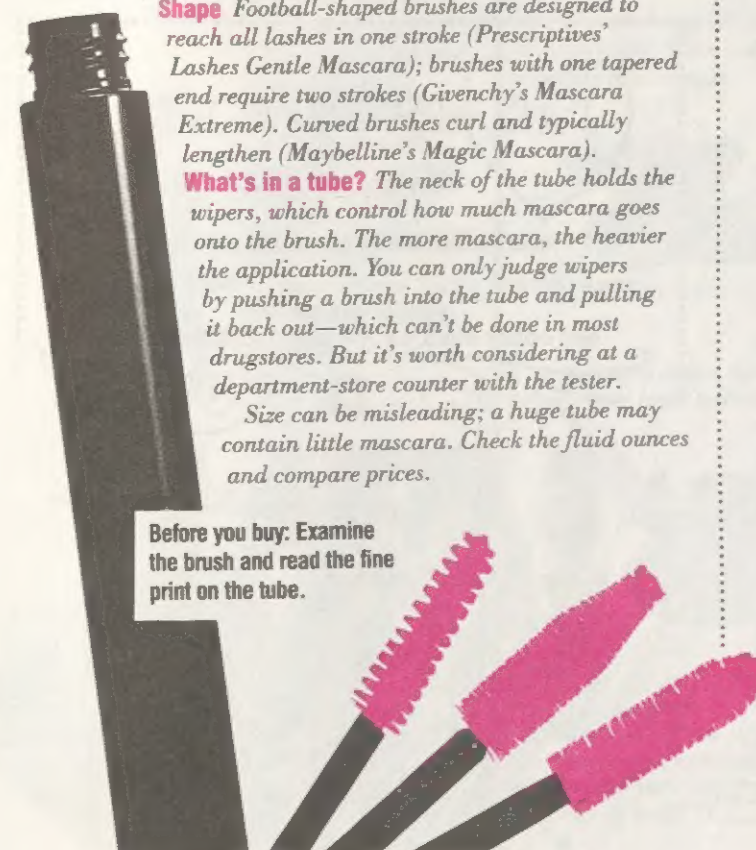 Shape Football-shaped brushes are designed to
reach all lashes in one stroke (Prescriptives'
Lashes Gentle Mascara); brushes with one tapered
end require two strokes (Givenchy's Mascara
Extreme). Curved brushes curl and typically
lengthen (Maybelline's Magic Mascara).
What's in a tube? The neck of the tube holds the
wipers, which control how much mascara goes
onto the brush. The more mascara, the heavier
the application. You can only judge wipers
by pushing a brush into the tube and pulling
it back out—which can't be done in most
drugstores. But it's worth considering at a
department-store counter with the tester.
Size can be misleading; a huge tube may
contain little mascara. Check the fluid ounces
and compare prices.
Before you buy: Examine
the brush and read the fine
print on the tube.